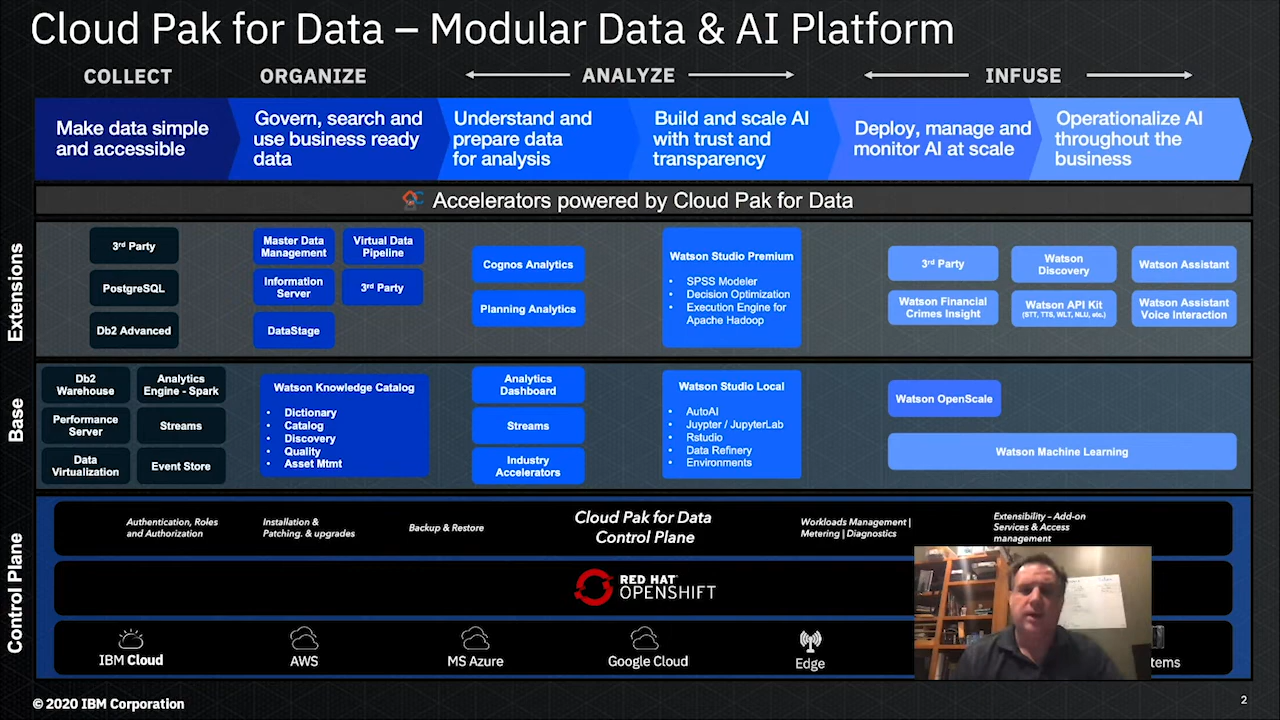 Cloud Pak for Data – Modular Data & AI Platform
COLLECT
ORGANIZE
ANALYZE
INFUSE
Make data simple
and accessible
Govern, search and
use business ready
data
Understand and
prepare data
for analysis
Build and scale AI
with trust and
transparency
Deploy, manage and
monitor AI at scale
Operationalize AI
throughout the
business
Accelerators powered by Cloud Pak for Data
Extensions
3rd Party
PostgreSQL
Db2 Advanced
Master Data
Management
Virtual Data
Pipeline
Information
Server
3rd Party
DataStage
Cognos Analytics
Planning Analytics
Watson Studio Premium
• SPSS Modeler
• Decision Optimization
• Execution Engine for
Apache Hadoop
3rd Party
Watson
Discovery
Watson Assistant
Watson Financial
Crimes Insight
Watson API Kit
(STT, TTS, WLT, NLU, etc.)
Watson Assistant
Voice Interaction
Base
Db2
Warehouse
Analytics
Engine - Spark
Performance
Server
Streams
Data
Virtualization
Event Store
Watson Knowledge Catalog
• Dictionary
• Catalog
• Discovery
• Quality
• Asset Mtmt
Analytics
Dashboard
Streams
Industry
Accelerators
Watson Studio Local
• AutoAI
• Juypter / JupyterLab
• Rstudio
• Data Refinery
• Environments
Watson OpenScale
Watson Machine Learning
Control Plane
Authentication, Roles
and Authorization
Installation &
Patching. & upgrades
Backup & Restore
Cloud Pak for Data
Control Plane
Workloads Management |
Metering | Diagnostics
Extensibility – Add-on
Services & Access
management
RED HAT
OPENSHIFT
IBM Cloud
AWS
MS Azure
Google Cloud
Edge
© 2020 IBM Corporation
2